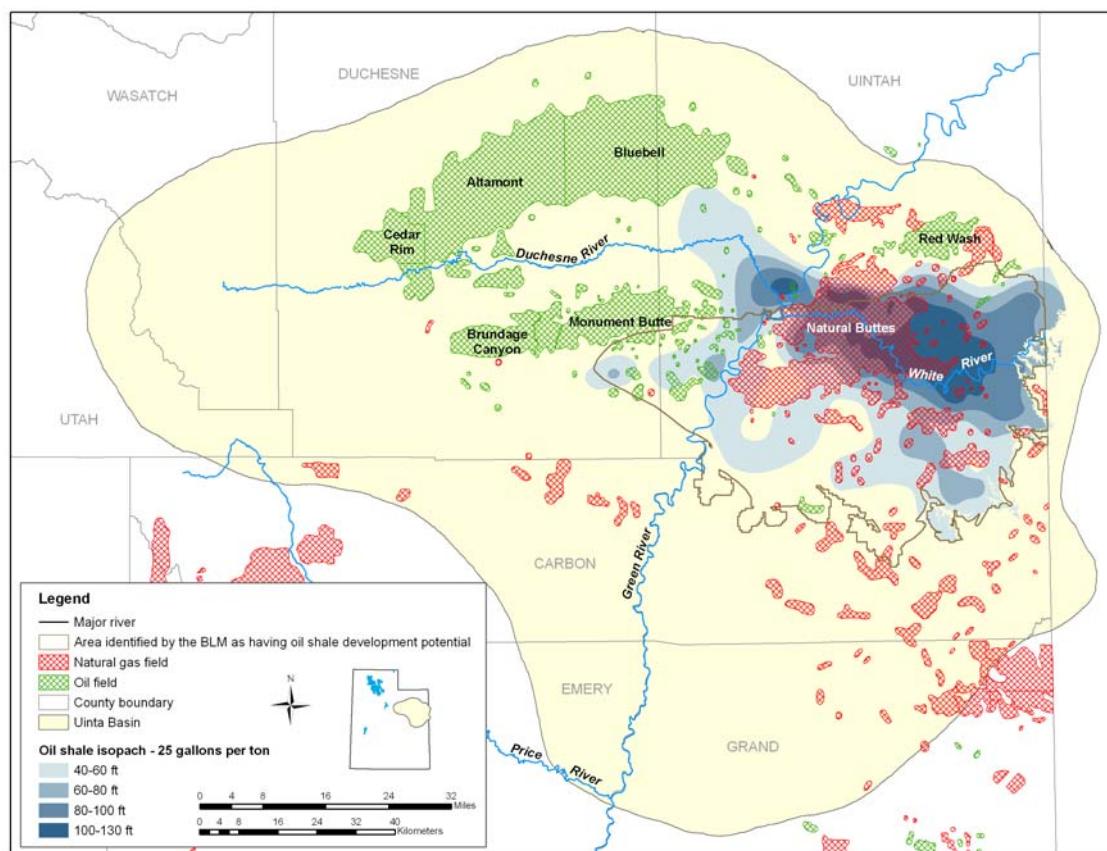 DUCHESNE
UINTAH
WASATCH
Bluebell
Altamont
Cedar
Rim
Red Wash
Duchesne River
Monument Butte
Natural Buttes
Brundage
Canyon
White
River
UTAH
Green River
CARBON
EMERY
GRAND
Price
River
Legend
Major river
Area identified by the BLM as having oil shale development potential
Natural gas field
Oil field
County boundary
Uinta Basin
N
Oil shale isopach - 25 gallons per ton
40-60 ft
60-80 ft
80-100 ft
100-130 ft
0 4 8 16 24 32
Miles
0 4 8 16 24 32 40
Kilometers